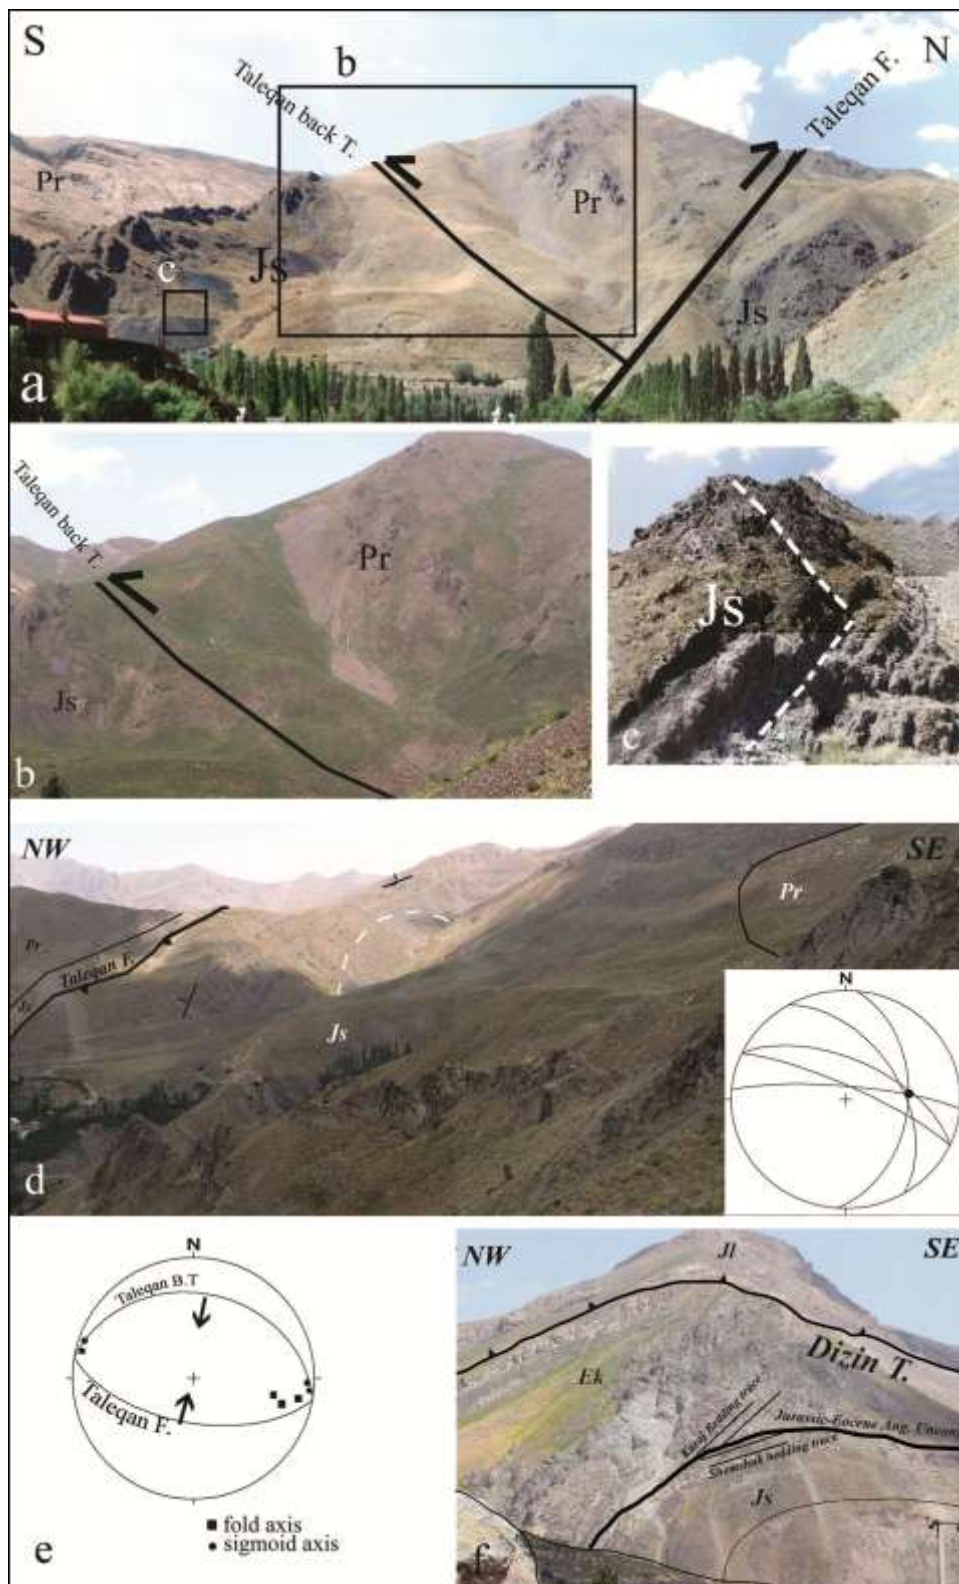 S
N
b
Taleqan back T.
Taleqan F.
Pr
Pr
Js
c
Js
a
Taleqan back T.
Pr
Js
b
Js
c
NW
SE
Pr
Pr
Taleqan F.
Js
Js
N
d
N
Taleqan B.T
Taleqan F.
■ fold axis
• sigmoid axis
e
NW
Jl
SE
Dizin T.
Ek
Karaj Bedding trace
Jurassic-Eocene Ang. Uncon
Shemshak bedding trace
Js
f